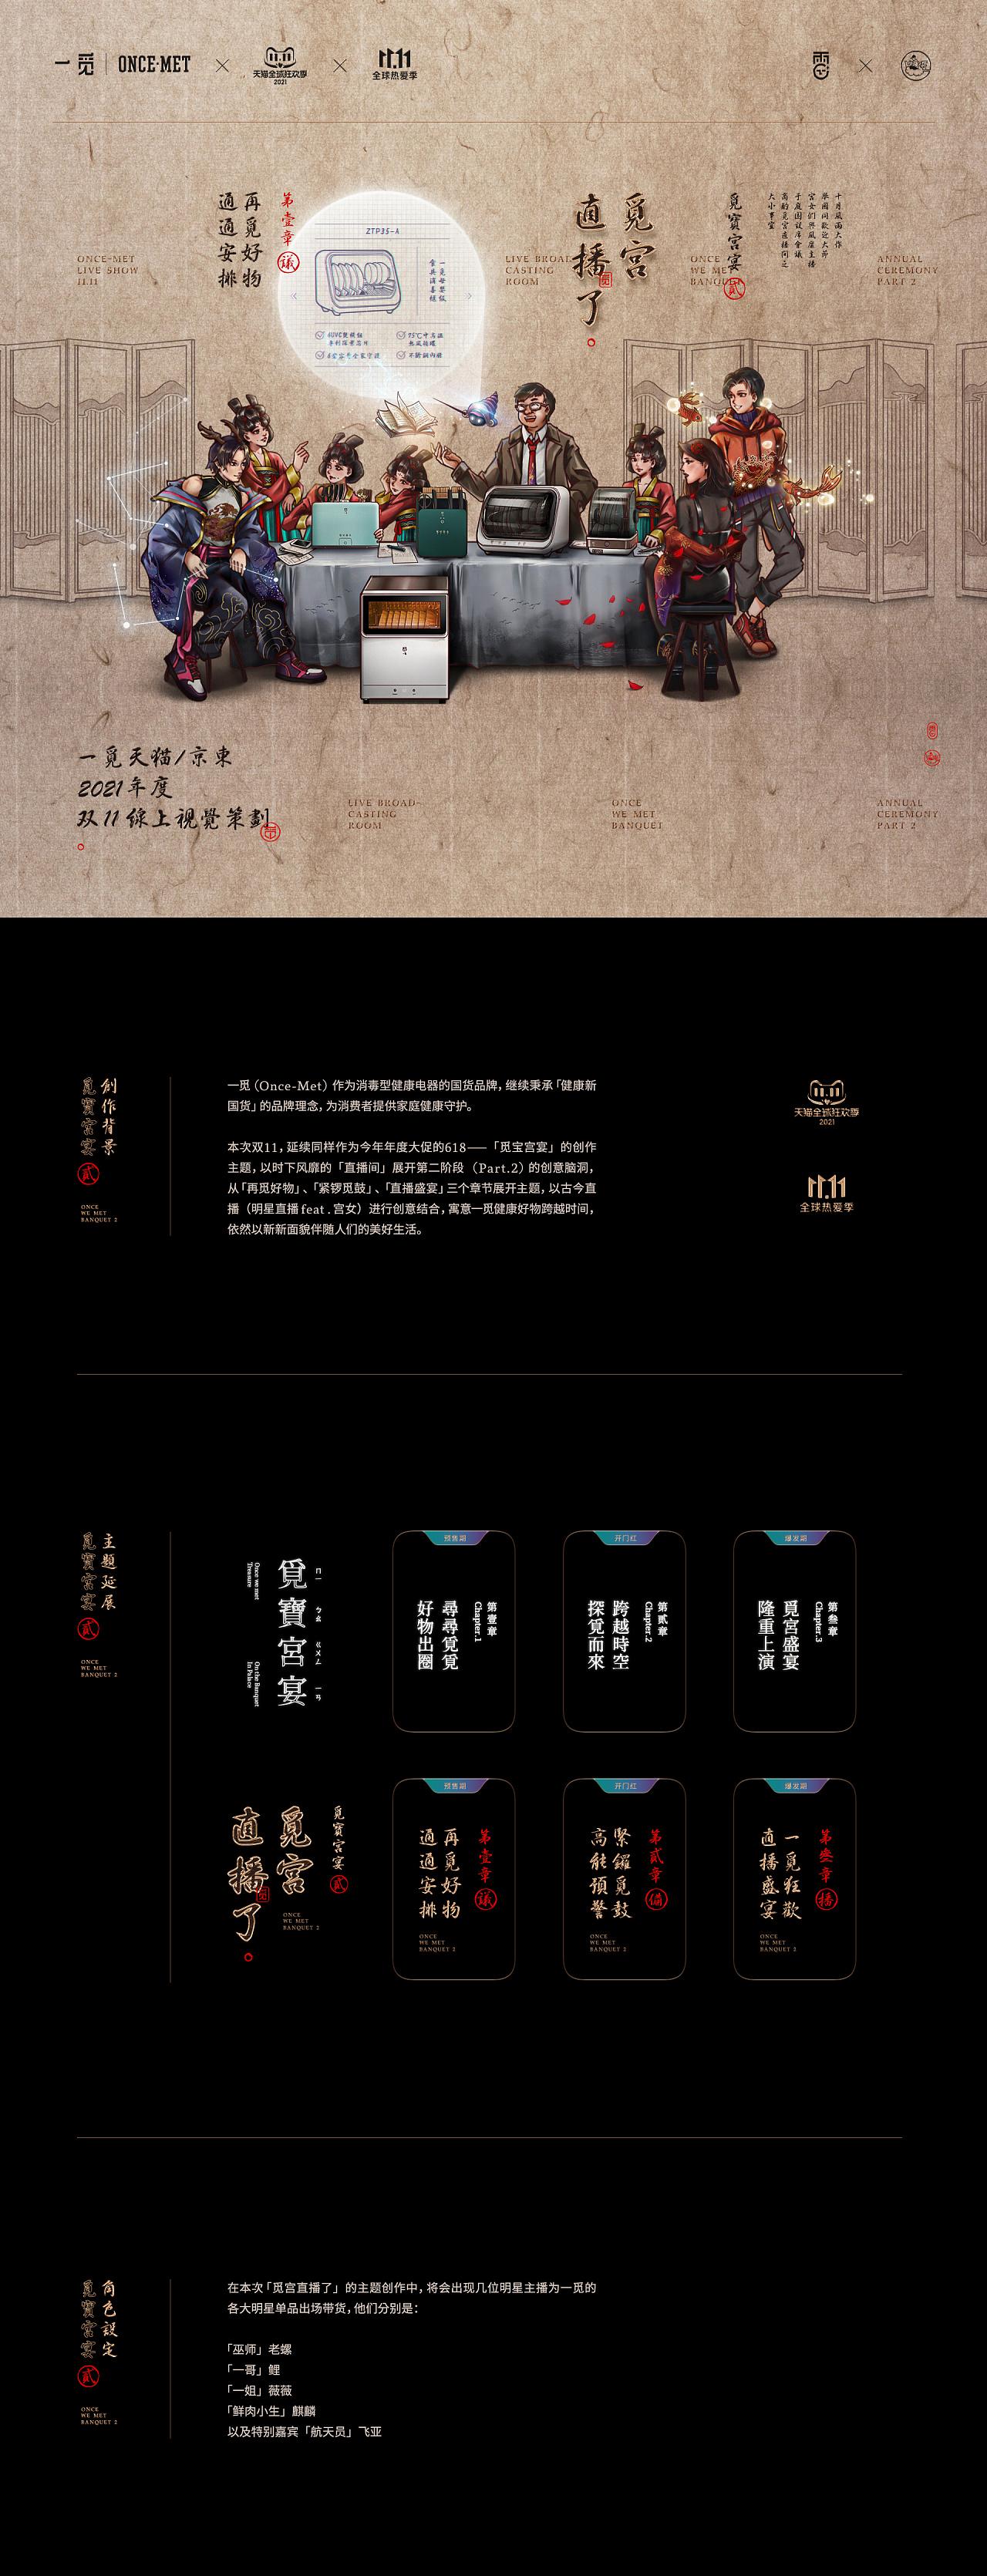 一觅 ONCE·MET
天猫全球狂欢季
2021
11.11
全球热爱季
再覓好物
通通安排
第壹章
議
ZTP35-A
ONCE-MET
LIVE SHOW
11.11
LIVE BROAD-
CASTING
ROOM
覓宮
直播了
覓寶宮宴
貳
ONCE
WE MET
BANQUET
ANNUAL
CEREMONY
PART 2
一覓天猫/京東
2021年度
双11線上視覺策劃
LIVE BROAD-
CASTING
ROOM
ONCE
WE MET
BANQUET
ANNUAL
CEREMONY
PART 2
創作背景
覓寶宮宴
貳
ONCE
WE MET
BANQUET 2
一觅（Once-Met）作为消毒型健康电器的国货品牌，继续秉承「健康新
国货」的品牌理念，为消费者提供家庭健康守护。
本次双11，延续同样作为今年年度大促的618——「觅宝宫宴」的创作
主题，以时下风靡的「直播间」展开第二阶段（Part.2）的创意脑洞，
从「再觅好物」、「紧锣觅鼓」、「直播盛宴」三个章节展开主题，以古今直
播（明星直播 feat . 宫女）进行创意结合，寓意一觅健康好物跨越时间，
依然以新新面貌伴随人们的美好生活。
天猫全球狂欢季
2021
11.11
全球热爱季
主題延展
覓寶宮宴
貳
ONCE
WE MET
BANQUET 2
覓寶宮宴
ㄇㄧ
ㄅㄠ
ㄍㄨㄥ
ㄧㄢ
Once we met
Treasure
On the Banquet
In Palace
预售期
第壹章
Chapter.1
尋尋覓覓
好物出圈
开门红
第貳章
Chapter.2
跨越時空
探覓而來
爆发期
第叁章
Chapter.3
覓宮盛宴
隆重上演
覓寶宮宴
貳
覓宮
直播了
ONCE
WE MET
BANQUET 2
预售期
第壹章
議
再覓好物
通通安排
ONCE
WE MET
BANQUET 2
开门红
第貳章
備
緊鑼覓鼓
高能預警
ONCE
WE MET
BANQUET 2
爆发期
第叁章
播
一覓狂歡
直播盛宴
ONCE
WE MET
BANQUET 2
角色設定
覓寶宮宴
貳
ONCE
WE MET
BANQUET 2
在本次「觅宫直播了」的主题创作中，将会出现几位明星主播为一觅的
各大明星单品出场带货，他们分别是：
「巫师」老螺
「一哥」鲤
「一姐」薇薇
「鲜肉小生」麒麟
以及特别嘉宾「航天员」飞亚